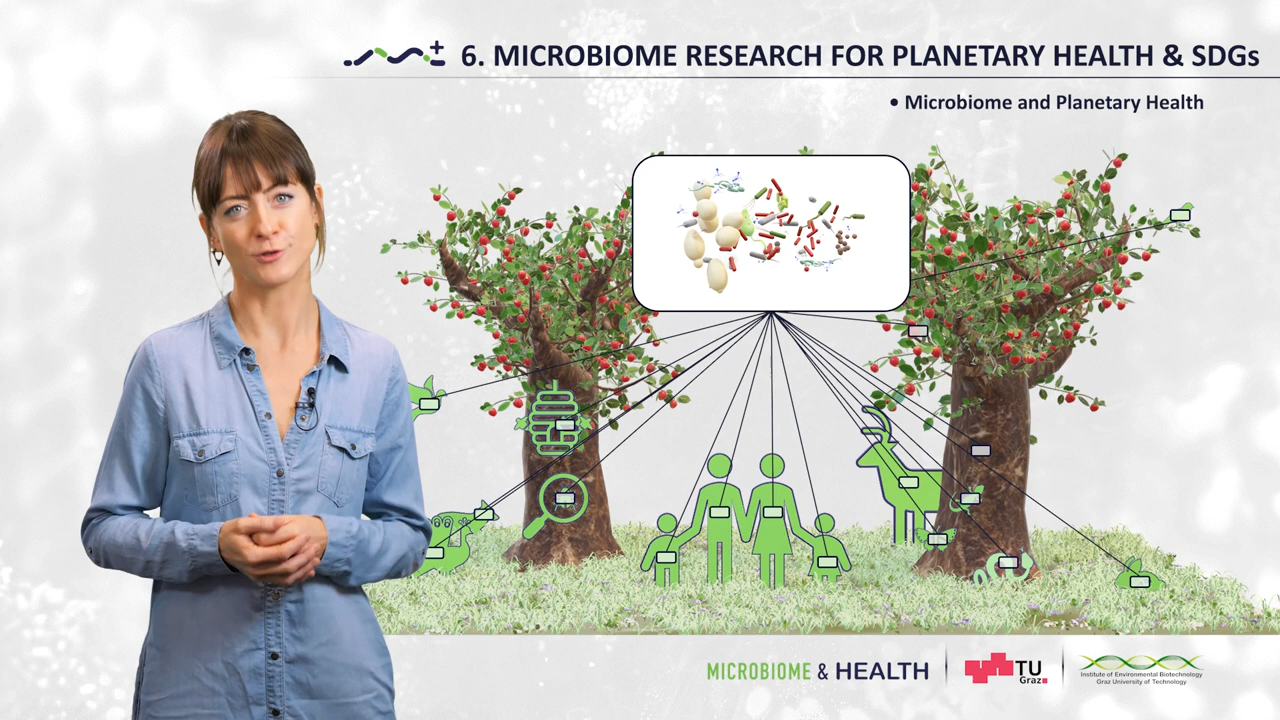 6. MICROBIOME RESEARCH FOR PLANETARY HEALTH & SDGs
• Microbiome and Planetary Health
MICROBIOME & HEALTH
TU
Graz
Institute of Environmental Biotechnology
Graz University of Technology